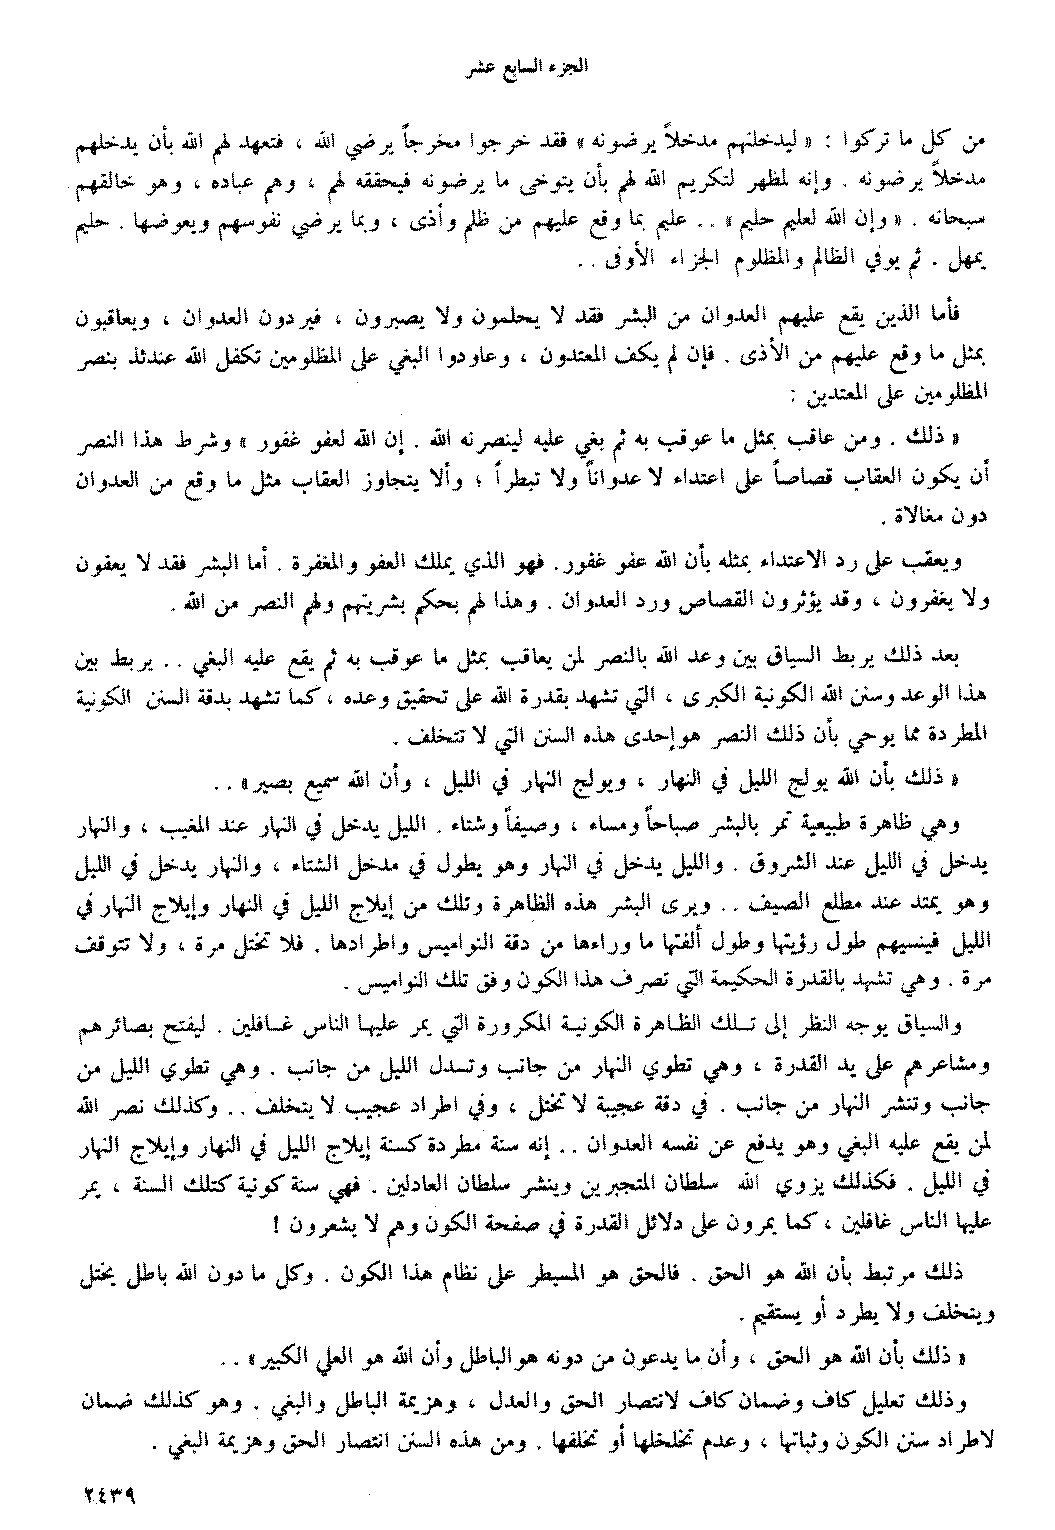 الجزء السابع عشر
من كل ما تركوا : « ليدخلنهم مدخلاً يرضونه » فقد خرجوا مخرجاً يرضي الله ، فتعهد لهم الله بأن يدخلهم
مدخلاً يرضونه . وإنه لمظهر لتكريم الله لهم بأن يتوخى ما يرضونه فيحققه لهم ، وهم عباده ، وهو خالقهم
سبحانه . « وإن الله لعليم حليم » .. عليم بما وقع عليهم من ظلم وأذى ، وبما يرضي نفوسهم ويعوضها . حليم
يمهل . ثم يوفي الظالم والمظلوم الجزاء الأوفى ..
فأما الذين يقع عليهم العدوان من البشر فقد لا يحلمون ولا يصبرون ، فيردون العدوان ، ويعاقبون
بمثل ما وقع عليهم من الأذى . فإن لم يكف المعتدون ، وعاودوا البغي على المظلومين تكفل الله عندئذ بنصر
المظلومين على المعتدين :
« ذلك . ومن عاقب بمثل ما عوقب به ثم بغي عليه لينصرنه الله . إن الله لعفو غفور » وشرط هذا النصر
أن يكون العقاب قصاصاً على اعتداء لا عدواناً ولا تبطراً ؛ وألا يتجاوز العقاب مثل ما وقع من العدوان
دون مغالاة .
ويعقب على رد الاعتداء بمثله بأن الله عفو غفور. فهو الذي يملك العفو والمغفرة . أما البشر فقد لا يعفون
ولا يغفرون ، وقد يؤثرون القصاص ورد العدوان . وهذا لهم بحكم بشريتهم ولهم النصر من الله .
بعد ذلك يربط السياق بين وعد الله بالنصر لمن يعاقب بمثل ما عوقب به ثم يقع عليه البغي .. يربط بين
هذا الوعد وسنن الله الكونية الكبرى ، التي تشهد بقدرة الله على تحقيق وعده ، كما تشهد بدقة السنن الكونية
المطردة مما يوحي بأن ذلك النصر هو إحدى هذه السنن التي لا تتخلف .
« ذلك بأن الله يولج الليل في النهار ، ويولج النهار في الليل ، وأن الله سميع بصير» ..
وهي ظاهرة طبيعية تمر بالبشر صباحاً ومساء ، وصيفاً وشتاء . الليل يدخل في النهار عند المغيب ، والنهار
يدخل في الليل عند الشروق . والليل يدخل في النهار وهو يطول في مدخل الشتاء ، والنهار يدخل في الليل
وهو يمتد عند مطلع الصيف .. ويرى البشر هذه الظاهرة وتلك من إيلاج الليل في النهار وإيلاج النهار في
الليل فينسيهم طول رؤيتها وطول ألفتها ما وراءها من دقة النواميس واطرادها . فلا تختل مرة ، ولا تتوقف
مرة . وهي تشهد بالقدرة الحكيمة التي تصرف هذا الكون وفق تلك النواميس .
والسياق يوجه النظر إلى تلك الظاهرة الكونية المكرورة التي يمر عليها الناس غافلين . ليفتح بصائرهم
ومشاعرهم على يد القدرة ، وهي تطوي النهار من جانب وتسدل الليل من جانب . وهي تطوي الليل من
جانب وتنشر النهار من جانب . في دقة عجيبة لا تختل ، وفي اطراد عجيب لا يتخلف .. وكذلك نصر الله
لمن يقع عليه البغي وهو يدفع عن نفسه العدوان .. إنه سنة مطردة كسنة إيلاج الليل في النهار وإيلاج النهار
في الليل . فكذلك يزوي الله سلطان المتجبرين وينشر سلطان العادلين . فهي سنة كونية كتلك السنة ، يمر
عليها الناس غافلين ، كما يمرون على دلائل القدرة في صفحة الكون وهم لا يشعرون !
ذلك مرتبط بأن الله هو الحق . فالحق هو المسيطر على نظام هذا الكون . وكل ما دون الله باطل يختل
ويتخلف ولا يطرد أو يستقيم .
« ذلك بأن الله هو الحق ، وأن ما يدعون من دونه هو الباطل وأن الله هو العلي الكبير» ..
وذلك تعليل كاف وضمان كاف لانتصار الحق والعدل ، وهزيمة الباطل والبغي . وهو كذلك ضمان
لاطراد سنن الكون وثباتها ، وعدم تخلخلها أو تخلفها . ومن هذه السنن انتصار الحق وهزيمة البغي .
٢٤٣٩